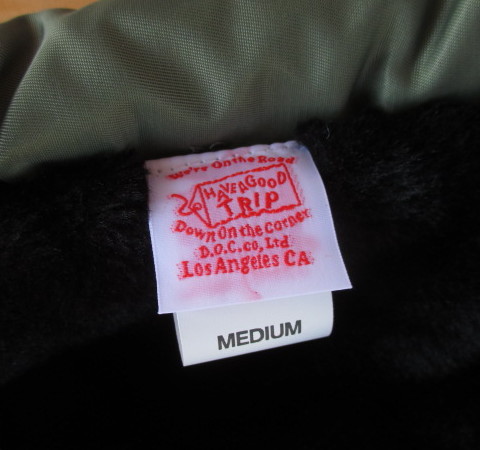 We're On the Road
HAVE A GOOD
TRIP
Down On the corner
D.O.C.co, Ltd
Los Angeles CA
MEDIUM